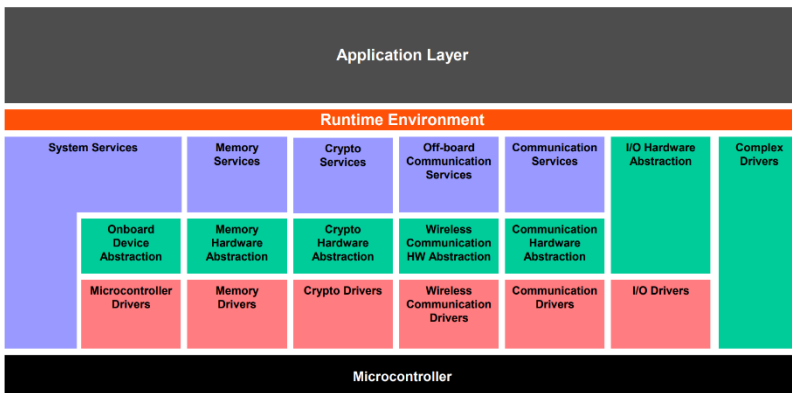 Application Layer
Runtime Environment
System Services
Memory
Services
Crypto
Services
Off-board
Communication
Services
Communication
Services
I/O Hardware
Abstraction
Complex
Drivers
Onboard
Device
Abstraction
Memory
Hardware
Abstraction
Crypto
Hardware
Abstraction
Wireless
Communication
HW Abstraction
Communication
Hardware
Abstraction
Microcontroller
Drivers
Memory
Drivers
Crypto Drivers
Wireless
Communication
Drivers
Communication
Drivers
I/O Drivers
Microcontroller